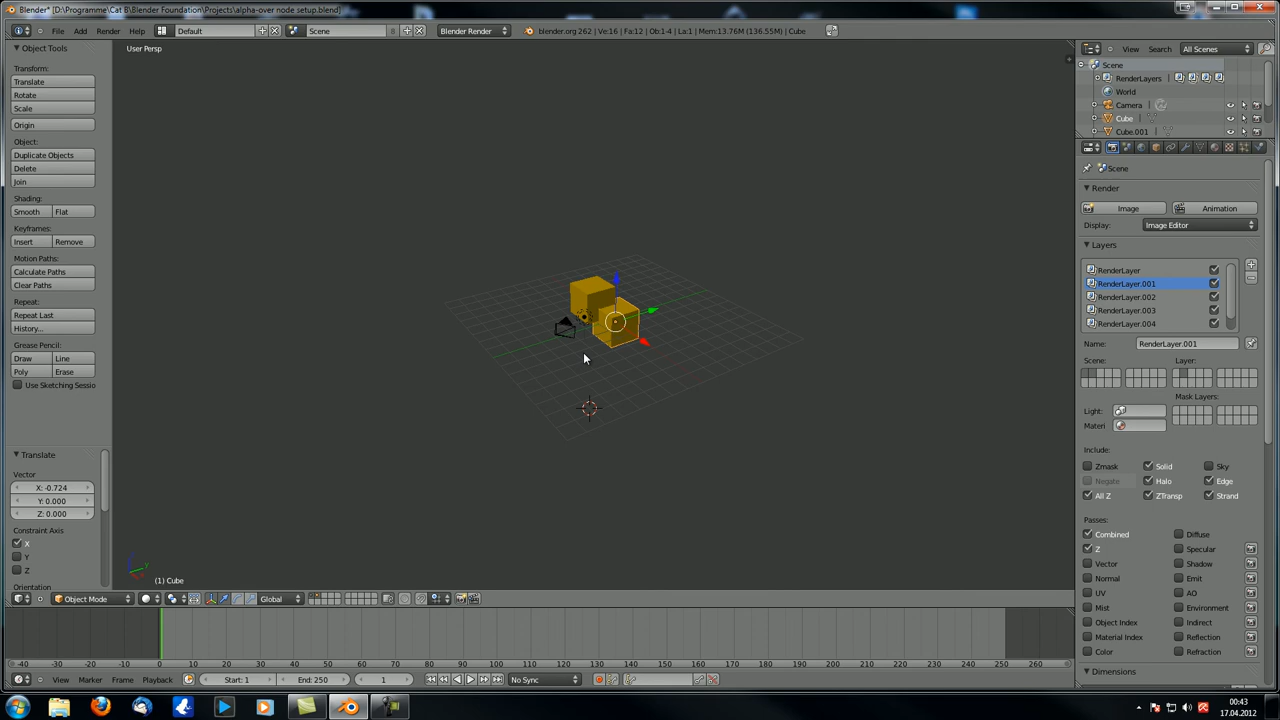 Blender* [D:\Programme\Cat B\Blender Foundation\Projects\alpha-over node setup.blend]
File Add Render Help Default Scene 8 Blender Render blender.org 262 | Ve:16 | Fa:12 | Ob:1-4 | La:1 | Mem:13.76M (136.55M) | Cube
Object Tools
Transform:
Translate
Rotate
Scale
Origin
Object:
Duplicate Objects
Delete
Join
Shading:
Smooth Flat
Keyframes:
Insert Remove
Motion Paths:
Calculate Paths
Clear Paths
Repeat:
Repeat Last
History...
Grease Pencil:
Draw Line
Poly Erase
Use Sketching Sessio
Translate
Vector
X: -0.724
Y: 0.000
Z: 0.000
Constraint Axis
X
Y
Z
Orientation
User Persp
(1) Cube
Object Mode Global
View Search All Scenes
Scene
RenderLayers
World
Camera
Cube
Cube.001
Scene
Render
Image Animation
Display: Image Editor
Layers
RenderLayer
RenderLayer.001
RenderLayer.002
RenderLayer.003
RenderLayer.004
Name: RenderLayer.001
Scene: Layer:
Mask Layers:
Light:
Materi
Include:
Zmask Solid Sky
Negate Halo Edge
All Z ZTransp Strand
Passes:
Combined Diffuse
Z Specular
Vector Shadow
Normal Emit
UV AO
Mist Environment
Object Index Indirect
Material Index Reflection
Color Refraction
Dimensions
-40 -30 -20 -10 0 10 20 30 40 50 60 70 80 90 100 110 120 130 140 150 160 170 180 190 200 210 220 230 240 250 260
View Marker Frame Playback Start: 1 End: 250 1 No Sync
00:43
17.04.2012